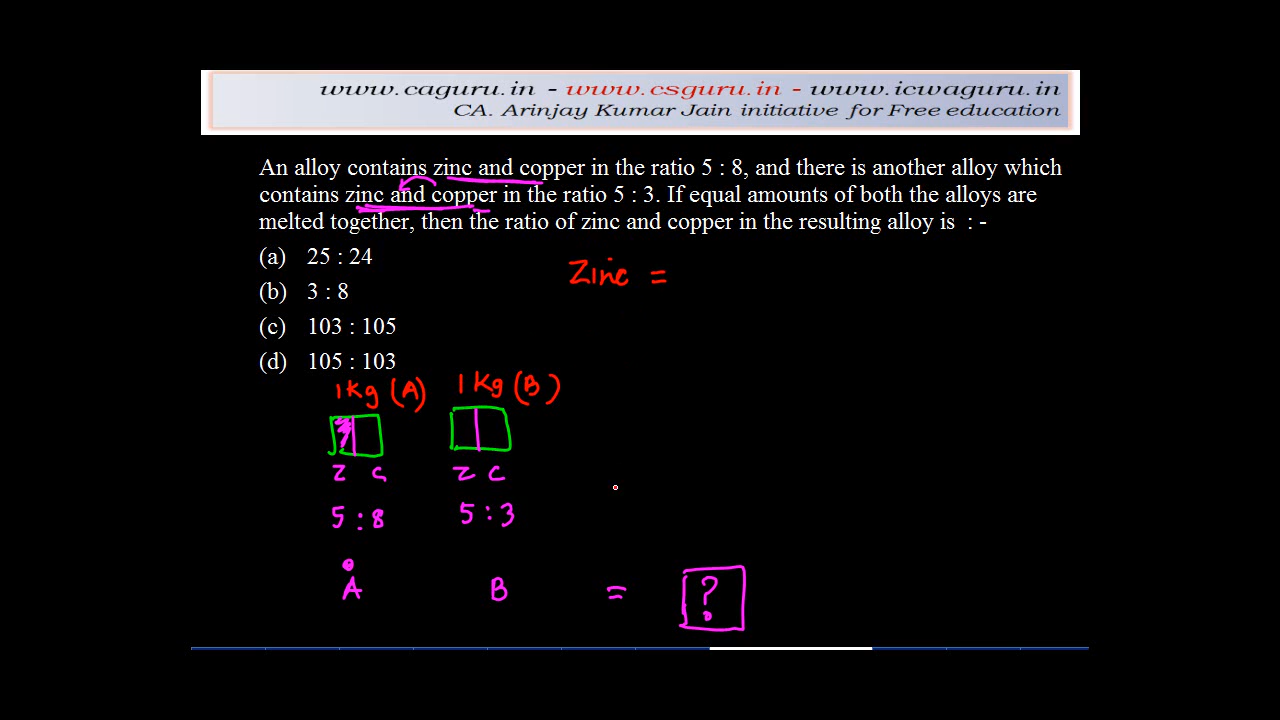 www.caguru.in - www.csguru.in - www.icwaguru.in
CA. Arinjay Kumar Jain initiative for Free education
An alloy contains zinc and copper in the ratio 5 : 8, and there is another alloy which
contains zinc and copper in the ratio 5 : 3. If equal amounts of both the alloys are
melted together, then the ratio of zinc and copper in the resulting alloy is : -
(a) 25 : 24
Zinc =
(b) 3 : 8
(c) 103 : 105
(d) 105 : 103
1Kg (A) 1Kg (B)
Z C Z C
5 : 8 5 : 3
A B = ?